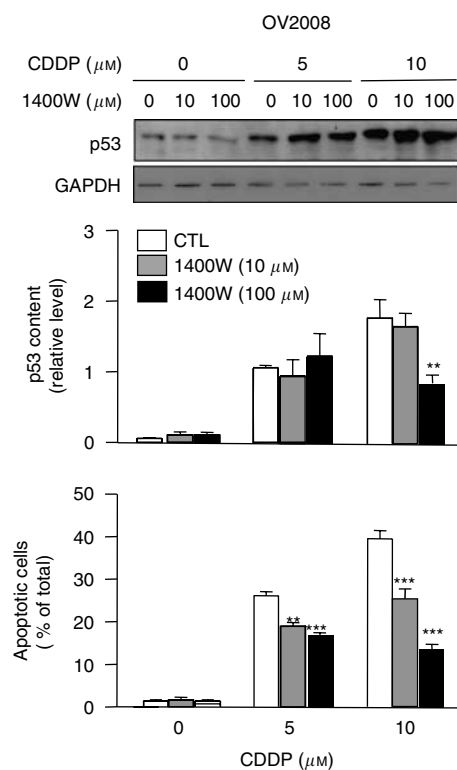 OV2008
CDDP (μM) 0 5 10
1400W (μM) 0 10 100 0 10 100 0 10 100
p53
GAPDH
p53 content
(relative level)
3
2
1
0
CTL
1400W (10 μM)
1400W (100 μM)
**
Apoptotic cells
( % of total)
50
40
30
20
10
0
** ***
***
***
0 5 10
CDDP (μM)